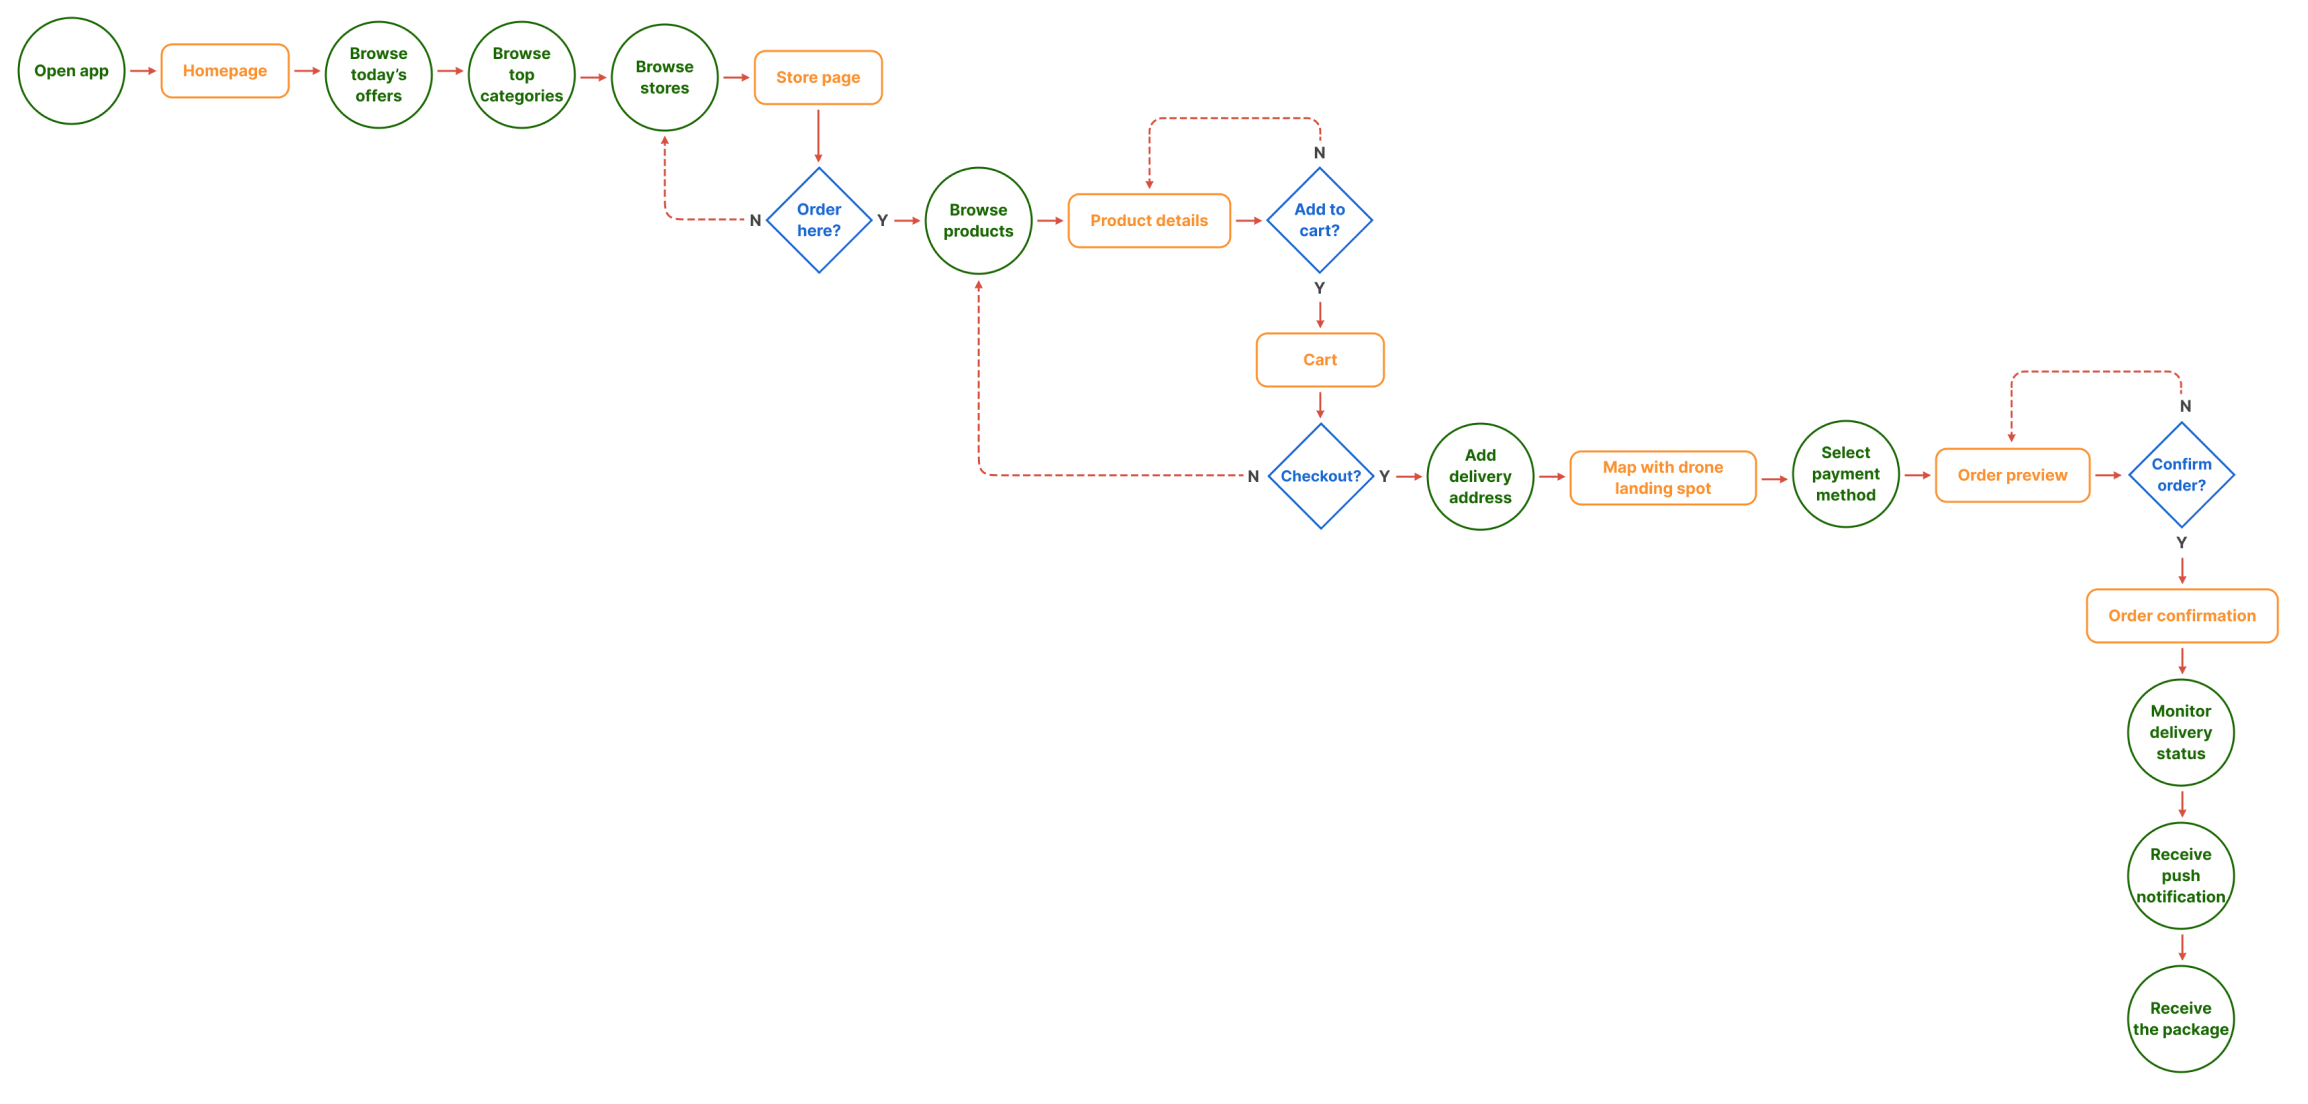 Open app
Homepage
Browse
today's
offers
Browse
top
categories
Browse
stores
Store page
N
Order
here?
Y
Browse
products
Product details
N
Add to
cart?
Y
Cart
N
Checkout?
Y
Add
delivery
address
Map with drone
landing spot
Select
payment
method
Order preview
N
Confirm
order?
Y
Order confirmation
Monitor
delivery
status
Receive
push
notification
Receive
the package